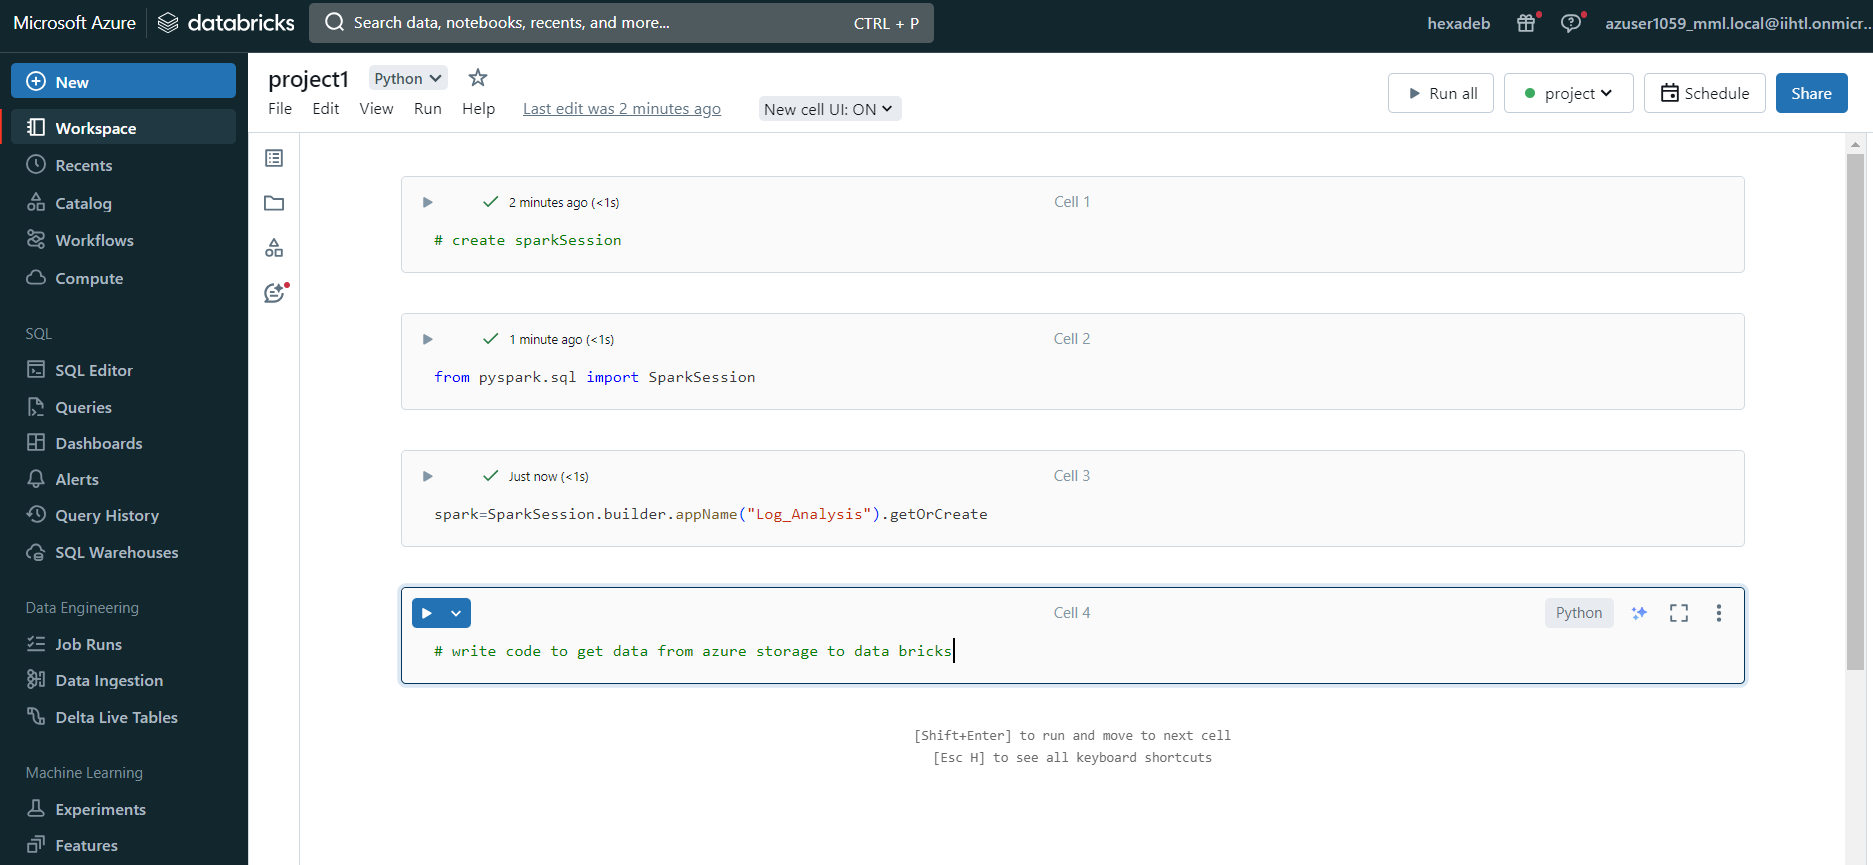 Microsoft Azure databricks Search data, notebooks, recents, and more... CTRL + P hexadeb azuser1059_mml.local@iihtl.onmicr...
New
Workspace
Recents
Catalog
Workflows
Compute
SQL
SQL Editor
Queries
Dashboards
Alerts
Query History
SQL Warehouses
Data Engineering
Job Runs
Data Ingestion
Delta Live Tables
Machine Learning
Experiments
Features
project1 Python
File Edit View Run Help Last edit was 2 minutes ago New cell UI: ON
Run all project Schedule Share
2 minutes ago (<1s) Cell 1
# create sparkSession
1 minute ago (<1s) Cell 2
from pyspark.sql import SparkSession
Just now (<1s) Cell 3
spark=SparkSession.builder.appName("Log_Analysis").getOrCreate
Cell 4 Python
# write code to get data from azure storage to data bricks
[Shift+Enter] to run and move to next cell
[Esc H] to see all keyboard shortcuts